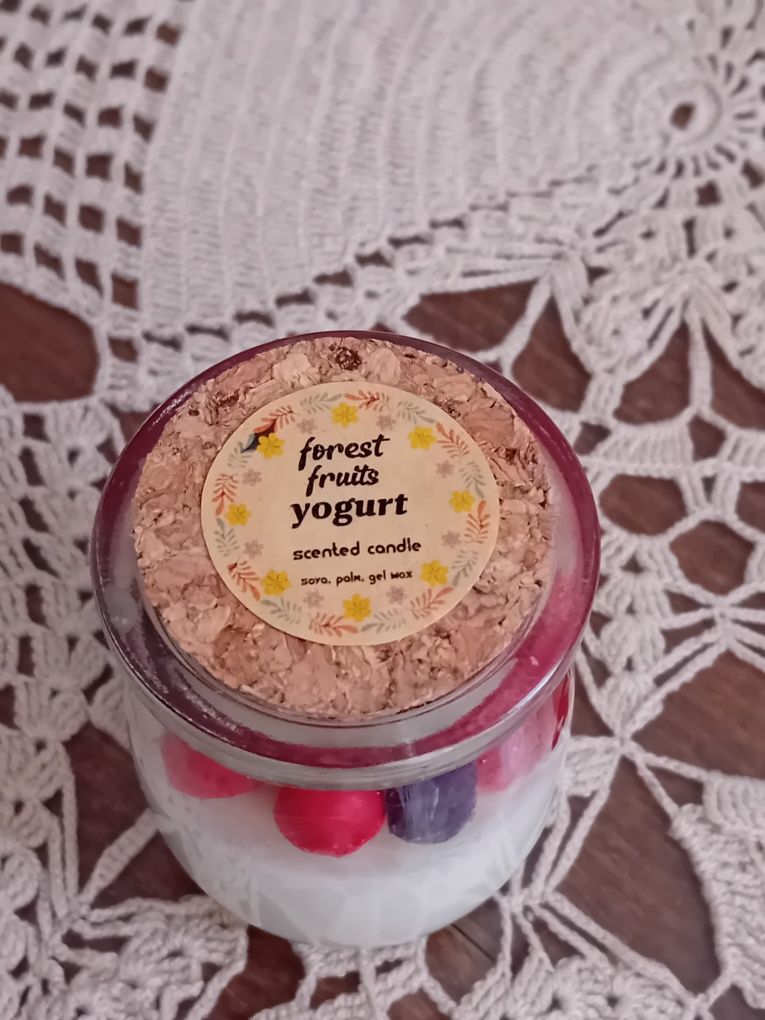 forest
fruits
yogurt
scented candle
soya, palm, gel wax